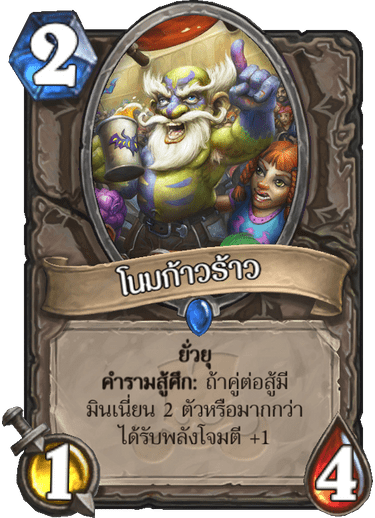 2
โนมก้าวร้าว
ยั่วยุ
คำรามสู้ศึก: ถ้าคู่ต่อสู้มี
มินเนี่ยน 2 ตัวหรือมากกว่า
ได้รับพลังโจมตี +1
1
4